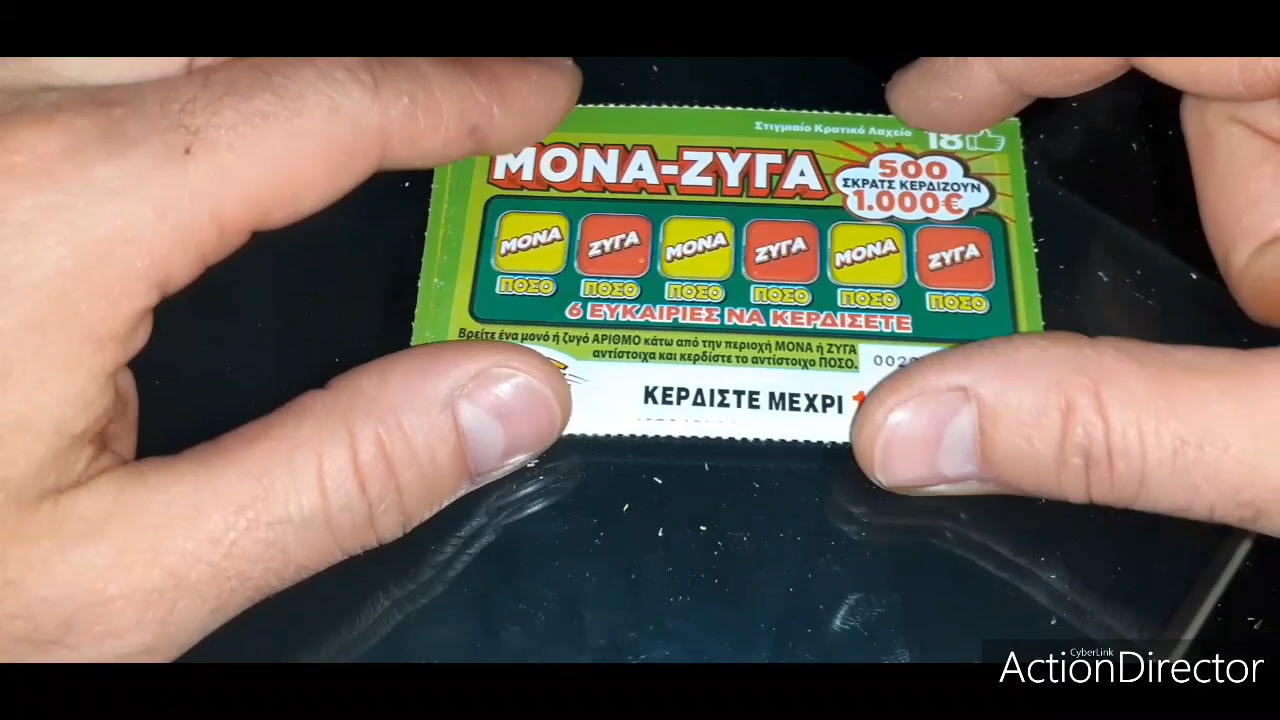 Στιγμιαίο Κρατικό Λαχείο
18
ΜΟΝΑ-ΖΥΓΑ
500
ΣΚΡΑΤΣ ΚΕΡΔΙΖΟΥΝ
1.000€
ΜΟΝΑ ΖΥΓΑ ΜΟΝΑ ΖΥΓΑ ΜΟΝΑ ΖΥΓΑ
ΠΟΣΟ ΠΟΣΟ ΠΟΣΟ ΠΟΣΟ ΠΟΣΟ ΠΟΣΟ
6 ΕΥΚΑΙΡΙΕΣ ΝΑ ΚΕΡΔΙΣΕΤΕ
Βρείτε ένα μονό ή ζυγό ΑΡΙΘΜΟ κάτω από την περιοχή ΜΟΝΑ ή ΖΥΓΑ
αντίστοιχα και κερδίστε το αντίστοιχο ΠΟΣΟ.
002
ΚΕΡΔΙΣΤΕ ΜΕΧΡΙ
CyberLink
ActionDirector